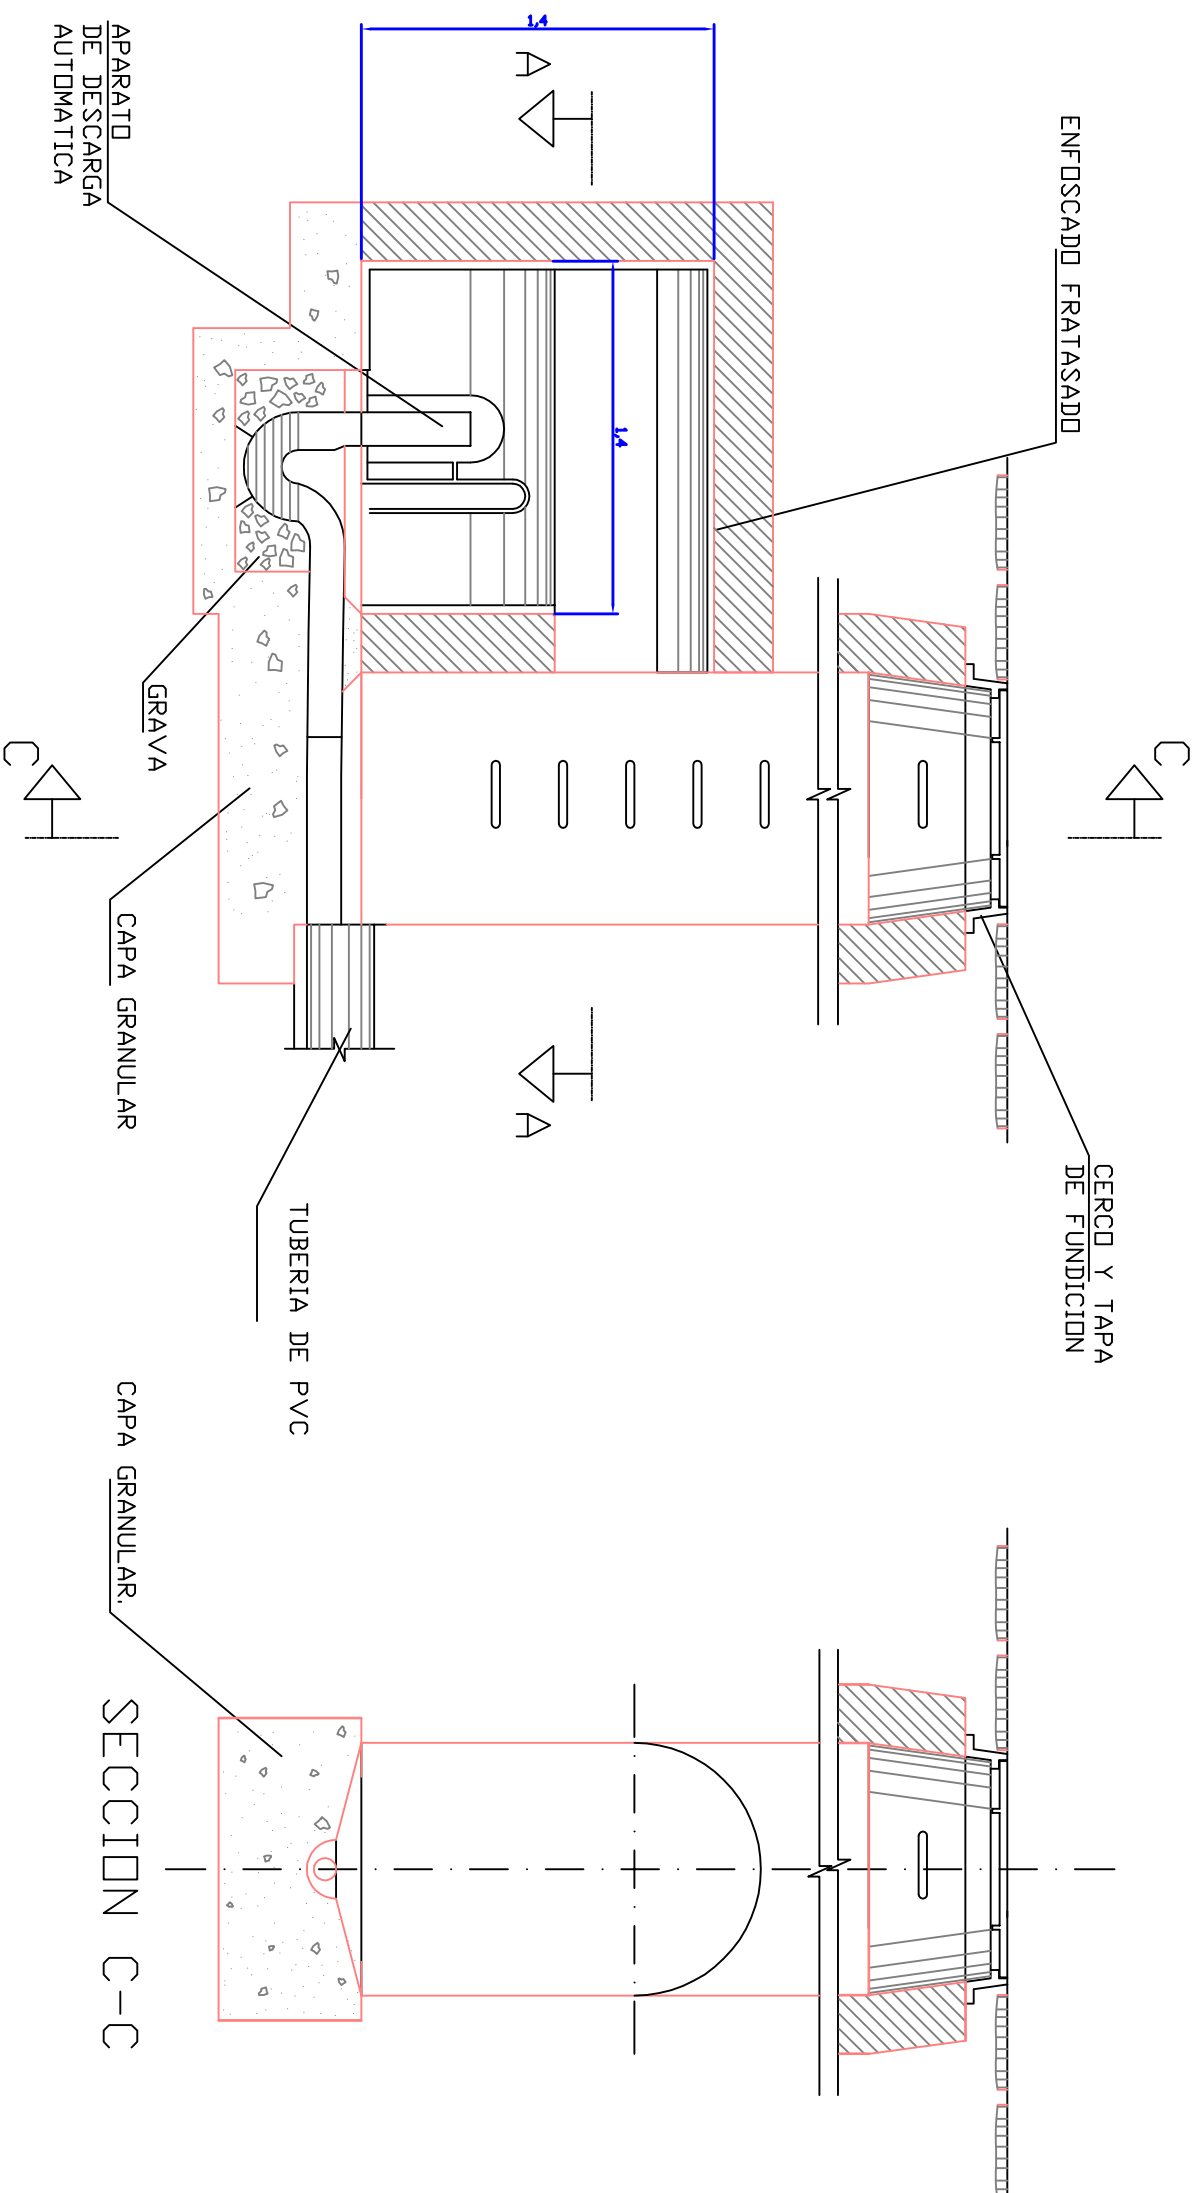 C
C
ENFOSCADO FRATASADO
CERCO Y TAPA
DE FUNDICION
A
A
1,4
1,4
APARATO
DE DESCARGA
AUTOMATICA
GRAVA
CAPA GRANULAR
TUBERIA DE PVC
CAPA GRANULAR.
SECCION C-C